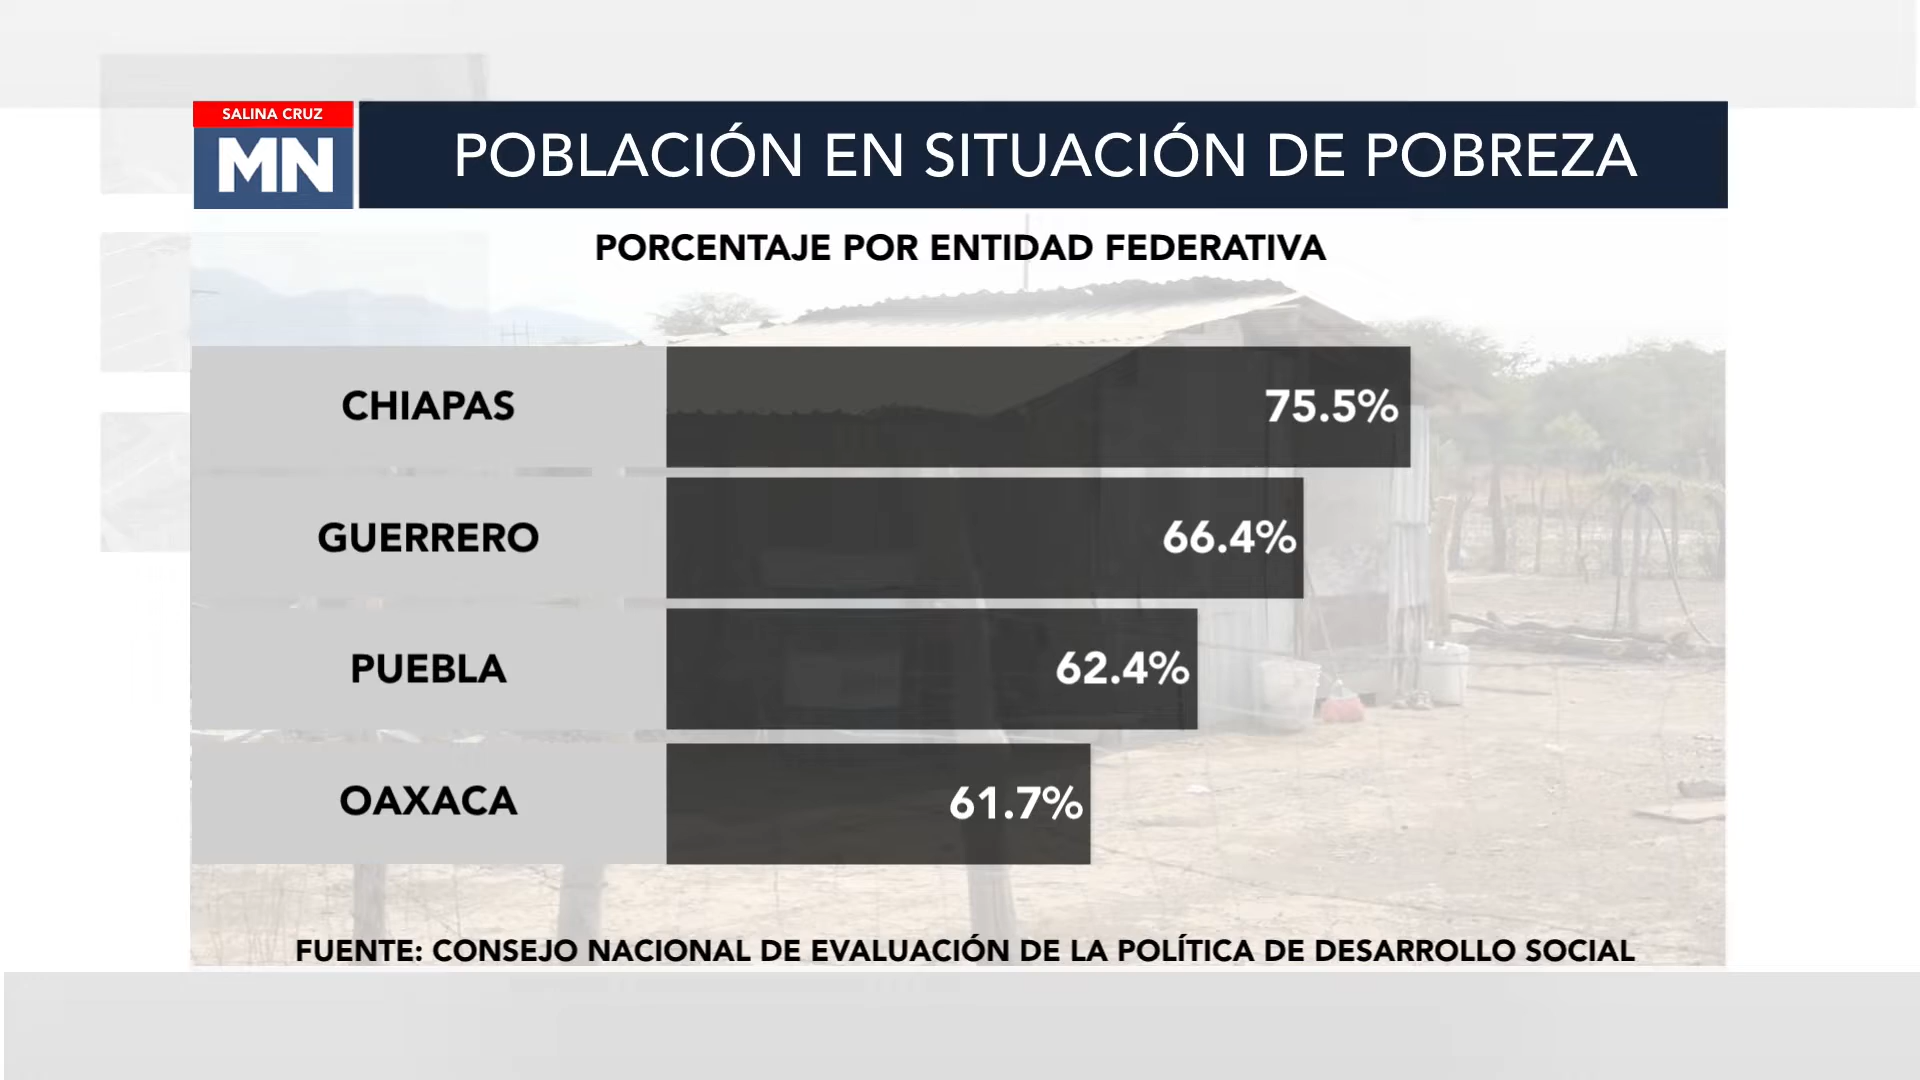 SALINA CRUZ
MN
POBLACIÓN EN SITUACIÓN DE POBREZA
PORCENTAJE POR ENTIDAD FEDERATIVA
CHIAPAS 75.5%
GUERRERO 66.4%
PUEBLA 62.4%
OAXACA 61.7%
FUENTE: CONSEJO NACIONAL DE EVALUACIÓN DE LA POLÍTICA DE DESARROLLO SOCIAL